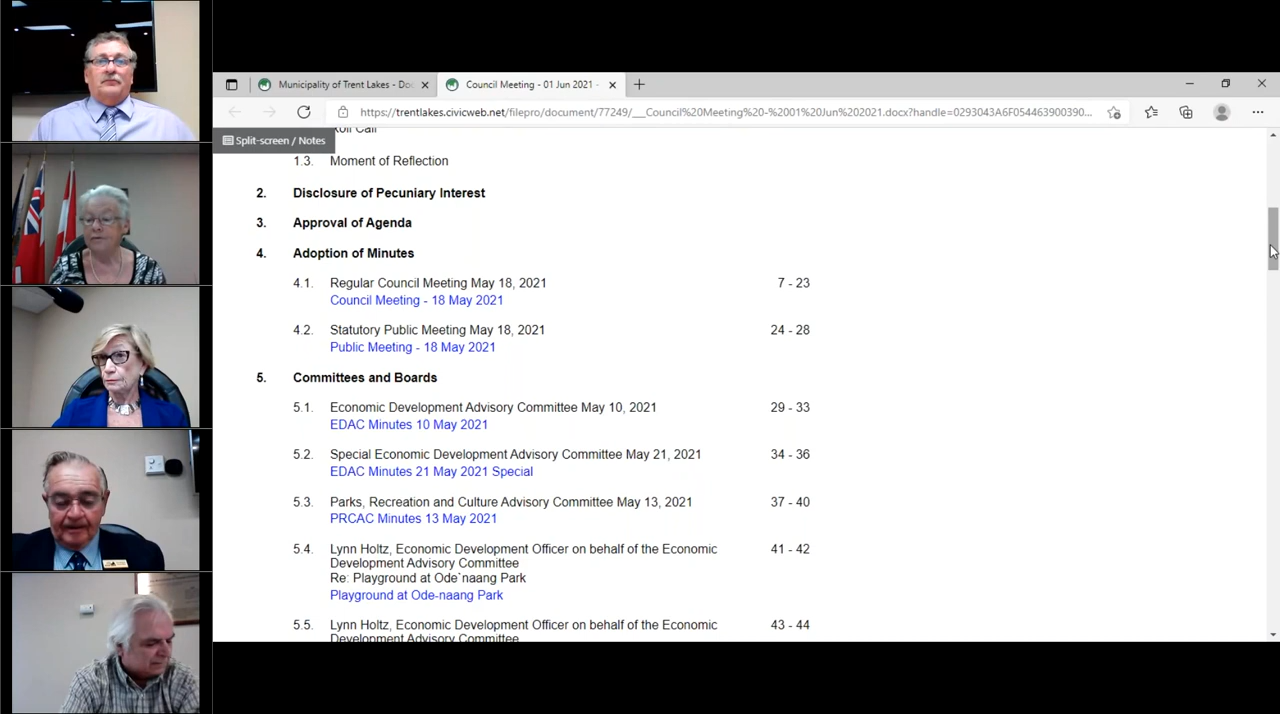 Municipality of Trent Lakes - Doc
Council Meeting - 01 Jun 2021 -
https://trentlakes.civicweb.net/filepro/document/77249/__Council%20Meeting%20-%2001%20Jun%202021.docx?handle=0293043A6F054463900390...
Split-screen / Notes
Roll Call
1.3. Moment of Reflection
2. Disclosure of Pecuniary Interest
3. Approval of Agenda
4. Adoption of Minutes
4.1. Regular Council Meeting May 18, 2021 7 - 23
Council Meeting - 18 May 2021
4.2. Statutory Public Meeting May 18, 2021 24 - 28
Public Meeting - 18 May 2021
5. Committees and Boards
5.1. Economic Development Advisory Committee May 10, 2021 29 - 33
EDAC Minutes 10 May 2021
5.2. Special Economic Development Advisory Committee May 21, 2021 34 - 36
EDAC Minutes 21 May 2021 Special
5.3. Parks, Recreation and Culture Advisory Committee May 13, 2021 37 - 40
PRCAC Minutes 13 May 2021
5.4. Lynn Holtz, Economic Development Officer on behalf of the Economic 41 - 42
Development Advisory Committee
Re: Playground at Ode`naang Park
Playground at Ode-naang Park
5.5. Lynn Holtz, Economic Development Officer on behalf of the Economic 43 - 44
Development Advisory Committee